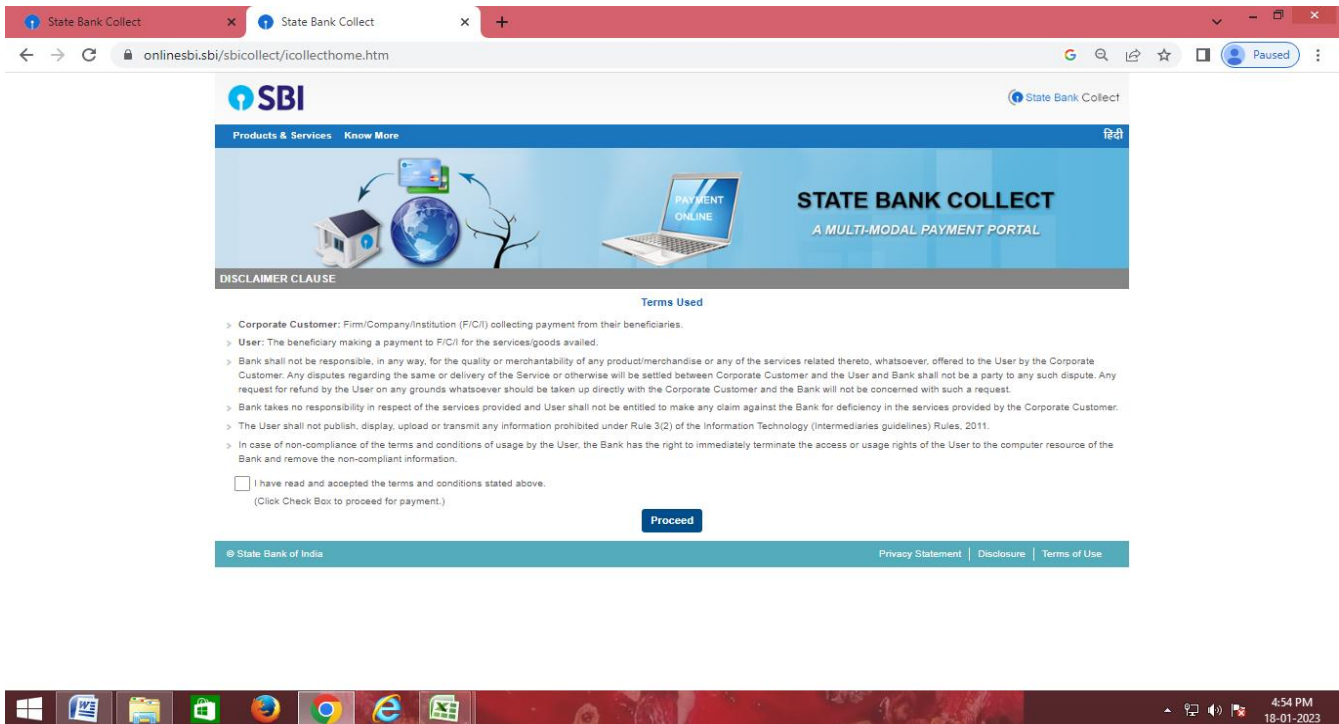 State Bank Collect
State Bank Collect
onlinesbi.sbi/sbicollect/icollecthome.htm
Paused
SBI
State Bank Collect
Products & Services Know More हिंदी
PAYMENT
ONLINE
STATE BANK COLLECT
A MULTI-MODAL PAYMENT PORTAL
DISCLAIMER CLAUSE
Terms Used
Corporate Customer: Firm/Company/Institution (F/C/I) collecting payment from their beneficiaries.
User: The beneficiary making a payment to F/C/I for the services/goods availed.
Bank shall not be responsible, in any way, for the quality or merchantability of any product/merchandise or any of the services related thereto, whatsoever, offered to the User by the Corporate
Customer. Any disputes regarding the same or delivery of the Service or otherwise will be settled between Corporate Customer and the User and Bank shall not be a party to any such dispute. Any
request for refund by the User on any grounds whatsoever should be taken up directly with the Corporate Customer and the Bank will not be concerned with such a request.
Bank takes no responsibility in respect of the services provided and User shall not be entitled to make any claim against the Bank for deficiency in the services provided by the Corporate Customer.
The User shall not publish, display, upload or transmit any information prohibited under Rule 3(2) of the Information Technology (Intermediaries guidelines) Rules, 2011.
In case of non-compliance of the terms and conditions of usage by the User, the Bank has the right to immediately terminate the access or usage rights of the User to the computer resource of the
Bank and remove the non-compliant information.
I have read and accepted the terms and conditions stated above.
(Click Check Box to proceed for payment.)
Proceed
© State Bank of India Privacy Statement | Disclosure | Terms of Use
4:54 PM
18-01-2023